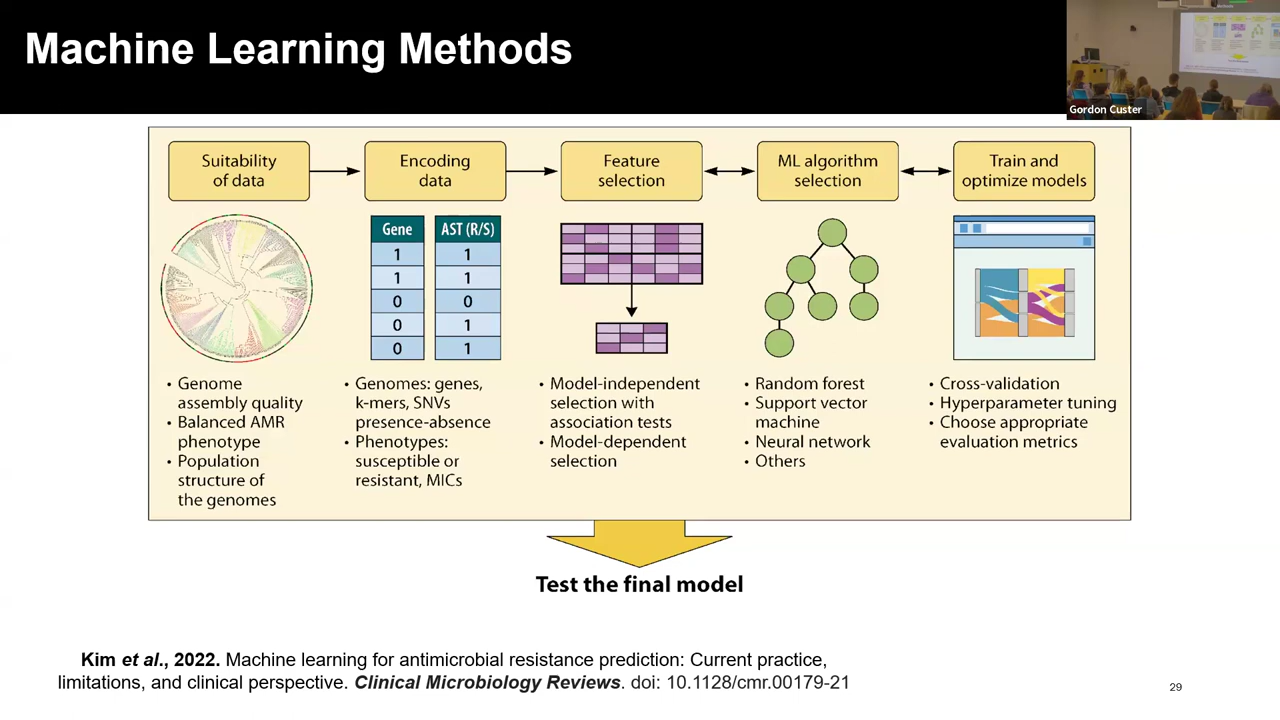 Machine Learning Methods
Gordon Custer
Suitability
of data
Encoding
data
Feature
selection
ML algorithm
selection
Train and
optimize models
Gene AST (R/S)
1 1
1 1
0 0
0 1
0 1
• Genome
assembly quality
• Balanced AMR
phenotype
• Population
structure of
the genomes
• Genomes: genes,
k-mers, SNVs
presence-absence
• Phenotypes:
susceptible or
resistant, MICs
• Model-independent
selection with
association tests
• Model-dependent
selection
• Random forest
• Support vector
machine
• Neural network
• Others
• Cross-validation
• Hyperparameter tuning
• Choose appropriate
evaluation metrics
Test the final model
Kim et al., 2022. Machine learning for antimicrobial resistance prediction: Current practice,
limitations, and clinical perspective. Clinical Microbiology Reviews. doi: 10.1128/cmr.00179-21
29